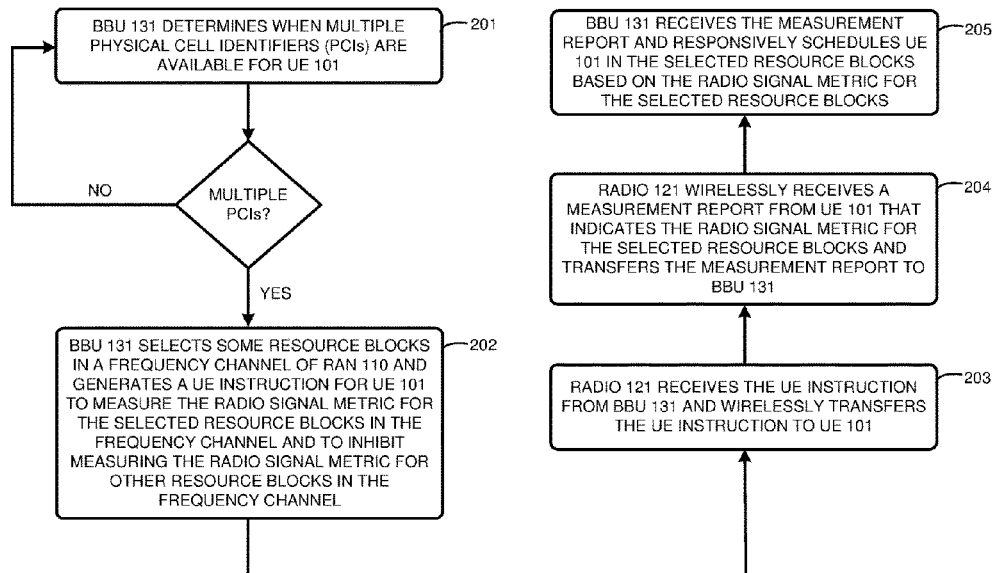 BBU 131 DETERMINES WHEN MULTIPLE
PHYSICAL CELL IDENTIFIERS (PCIs) ARE
AVAILABLE FOR UE 101
201
MULTIPLE
PCIs?
NO
YES
BBU 131 SELECTS SOME RESOURCE BLOCKS
IN A FREQUENCY CHANNEL OF RAN 110 AND
GENERATES A UE INSTRUCTION FOR UE 101
TO MEASURE THE RADIO SIGNAL METRIC FOR
THE SELECTED RESOURCE BLOCKS IN THE
FREQUENCY CHANNEL AND TO INHIBIT
MEASURING THE RADIO SIGNAL METRIC FOR
OTHER RESOURCE BLOCKS IN THE
FREQUENCY CHANNEL
202
RADIO 121 RECEIVES THE UE INSTRUCTION
FROM BBU 131 AND WIRELESSLY TRANSFERS
THE UE INSTRUCTION TO UE 101
203
RADIO 121 WIRELESSLY RECEIVES A
MEASUREMENT REPORT FROM UE 101 THAT
INDICATES THE RADIO SIGNAL METRIC FOR
THE SELECTED RESOURCE BLOCKS AND
TRANSFERS THE MEASUREMENT REPORT TO
BBU 131
204
BBU 131 RECEIVES THE MEASUREMENT
REPORT AND RESPONSIVELY SCHEDULES UE
101 IN THE SELECTED RESOURCE BLOCKS
BASED ON THE RADIO SIGNAL METRIC FOR
THE SELECTED RESOURCE BLOCKS
205